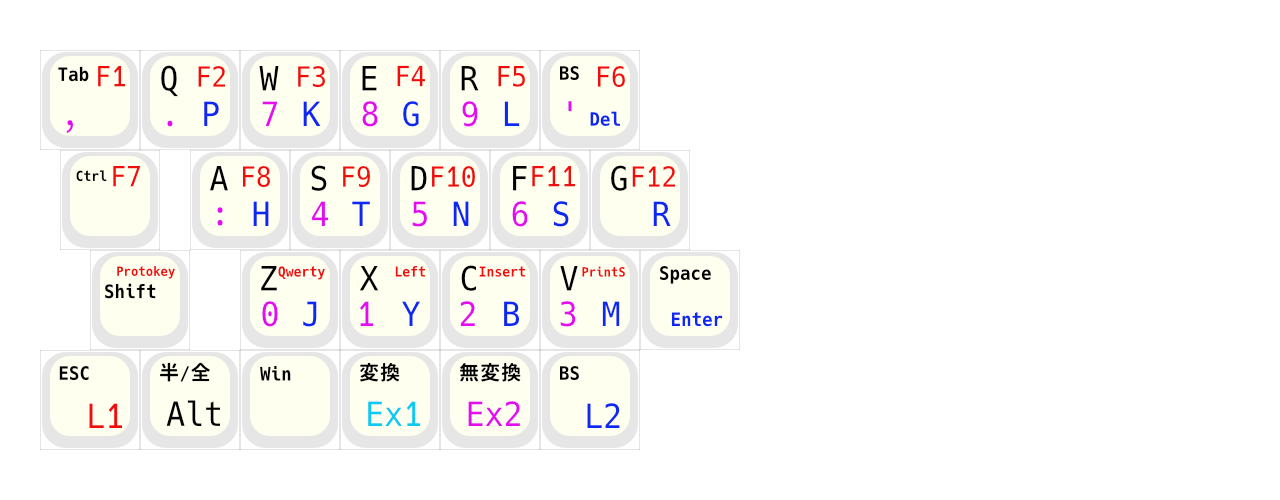 Tab F1 Q F2 W F3 E F4 R F5 BS F6
, . P 7 K 8 G 9 L ' Del
Ctrl F7 A F8 S F9 D F10 F F11 G F12
: H 4 T 5 N 6 S R
Protokey Z Qwerty X Left C Insert V PrintS Space
Shift 0 J 1 Y 2 B 3 M Enter
ESC 半/全 Win 変換 無変換 BS
L1 Alt Ex1 Ex2 L2